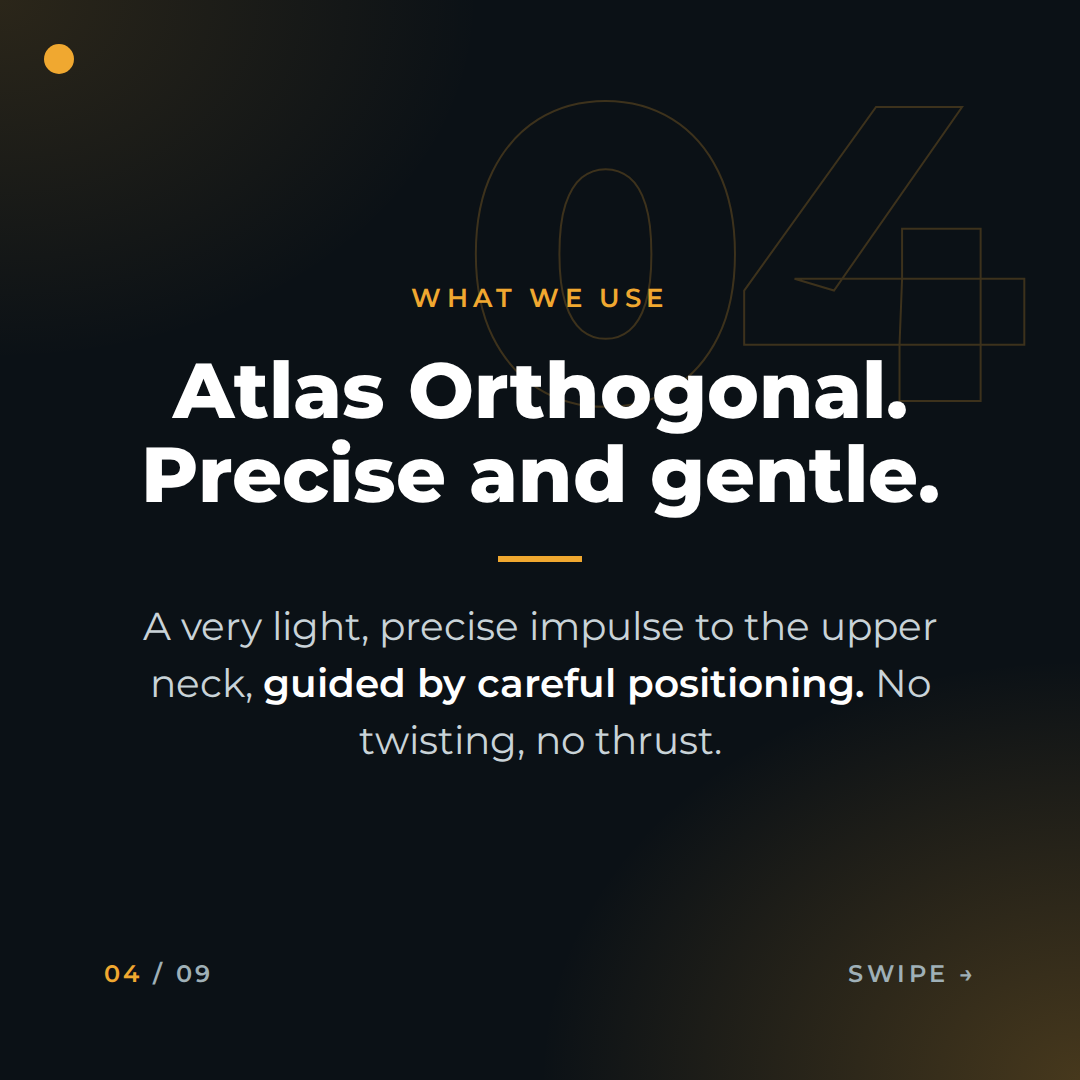 04
WHAT WE USE
Atlas Orthogonal.
Precise and gentle.
A very light, precise impulse to the upper
neck, guided by careful positioning. No
twisting, no thrust.
04 / 09
SWIPE →